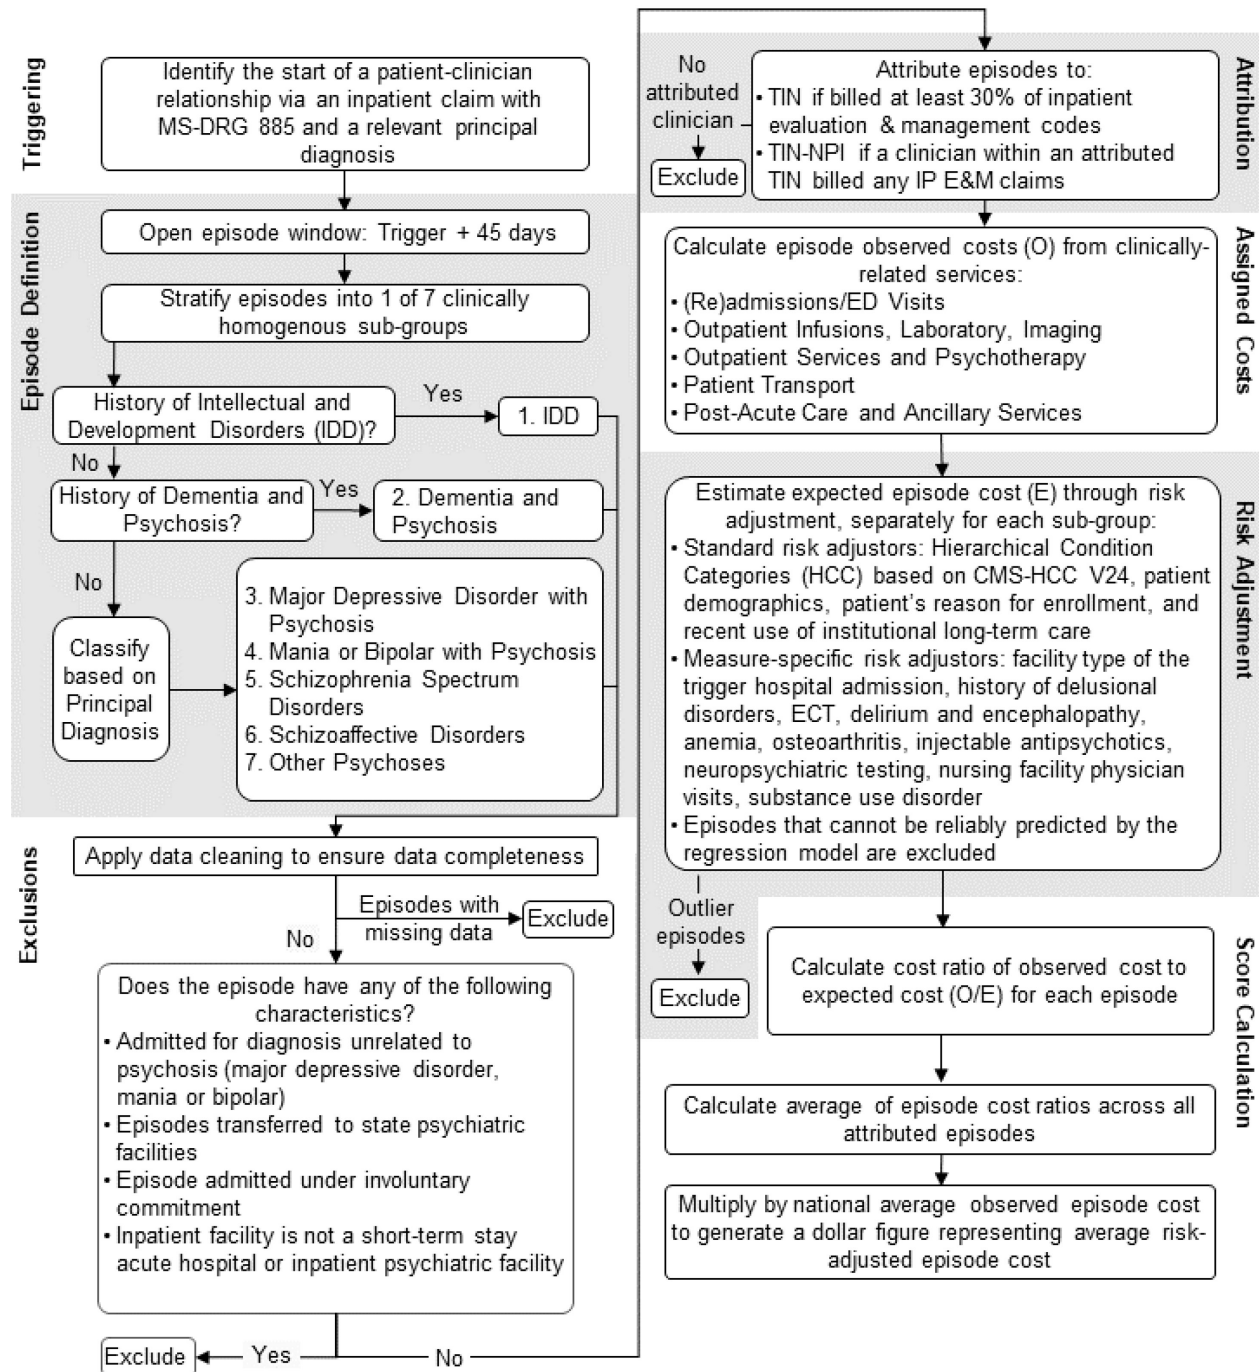 Triggering
Identify the start of a patient-clinician
relationship via an inpatient claim with
MS-DRG 885 and a relevant principal
diagnosis
Episode Definition
Open episode window: Trigger + 45 days
Stratify episodes into 1 of 7 clinically
homogenous sub-groups
History of Intellectual and
Development Disorders (IDD)?
Yes
1. IDD
No
History of Dementia and
Psychosis?
Yes
2. Dementia and
Psychosis
No
Classify
based on
Principal
Diagnosis
3. Major Depressive Disorder with
Psychosis
4. Mania or Bipolar with Psychosis
5. Schizophrenia Spectrum
Disorders
6. Schizoaffective Disorders
7. Other Psychoses
Exclusions
Apply data cleaning to ensure data completeness
Episodes with
missing data
Exclude
No
Does the episode have any of the following
characteristics?
• Admitted for diagnosis unrelated to
psychosis (major depressive disorder,
mania or bipolar)
• Episodes transferred to state psychiatric
facilities
• Episode admitted under involuntary
commitment
• Inpatient facility is not a short-term stay
acute hospital or inpatient psychiatric facility
Exclude
Yes
No
Attribution
No
attributed
clinician
Exclude
Attribute episodes to:
• TIN if billed at least 30% of inpatient
evaluation & management codes
• TIN-NPI if a clinician within an attributed
TIN billed any IP E&M claims
Assigned Costs
Calculate episode observed costs (O) from clinically-
related services:
• (Re)admissions/ED Visits
• Outpatient Infusions, Laboratory, Imaging
• Outpatient Services and Psychotherapy
• Patient Transport
• Post-Acute Care and Ancillary Services
Risk Adjustment
Estimate expected episode cost (E) through risk
adjustment, separately for each sub-group:
• Standard risk adjustors: Hierarchical Condition
Categories (HCC) based on CMS-HCC V24, patient
demographics, patient's reason for enrollment, and
recent use of institutional long-term care
• Measure-specific risk adjustors: facility type of the
trigger hospital admission, history of delusional
disorders, ECT, delirium and encephalopathy,
anemia, osteoarthritis, injectable antipsychotics,
neuropsychiatric testing, nursing facility physician
visits, substance use disorder
• Episodes that cannot be reliably predicted by the
regression model are excluded
Outlier
episodes
Exclude
Score Calculation
Calculate cost ratio of observed cost to
expected cost (O/E) for each episode
Calculate average of episode cost ratios across all
attributed episodes
Multiply by national average observed episode cost
to generate a dollar figure representing average risk-
adjusted episode cost